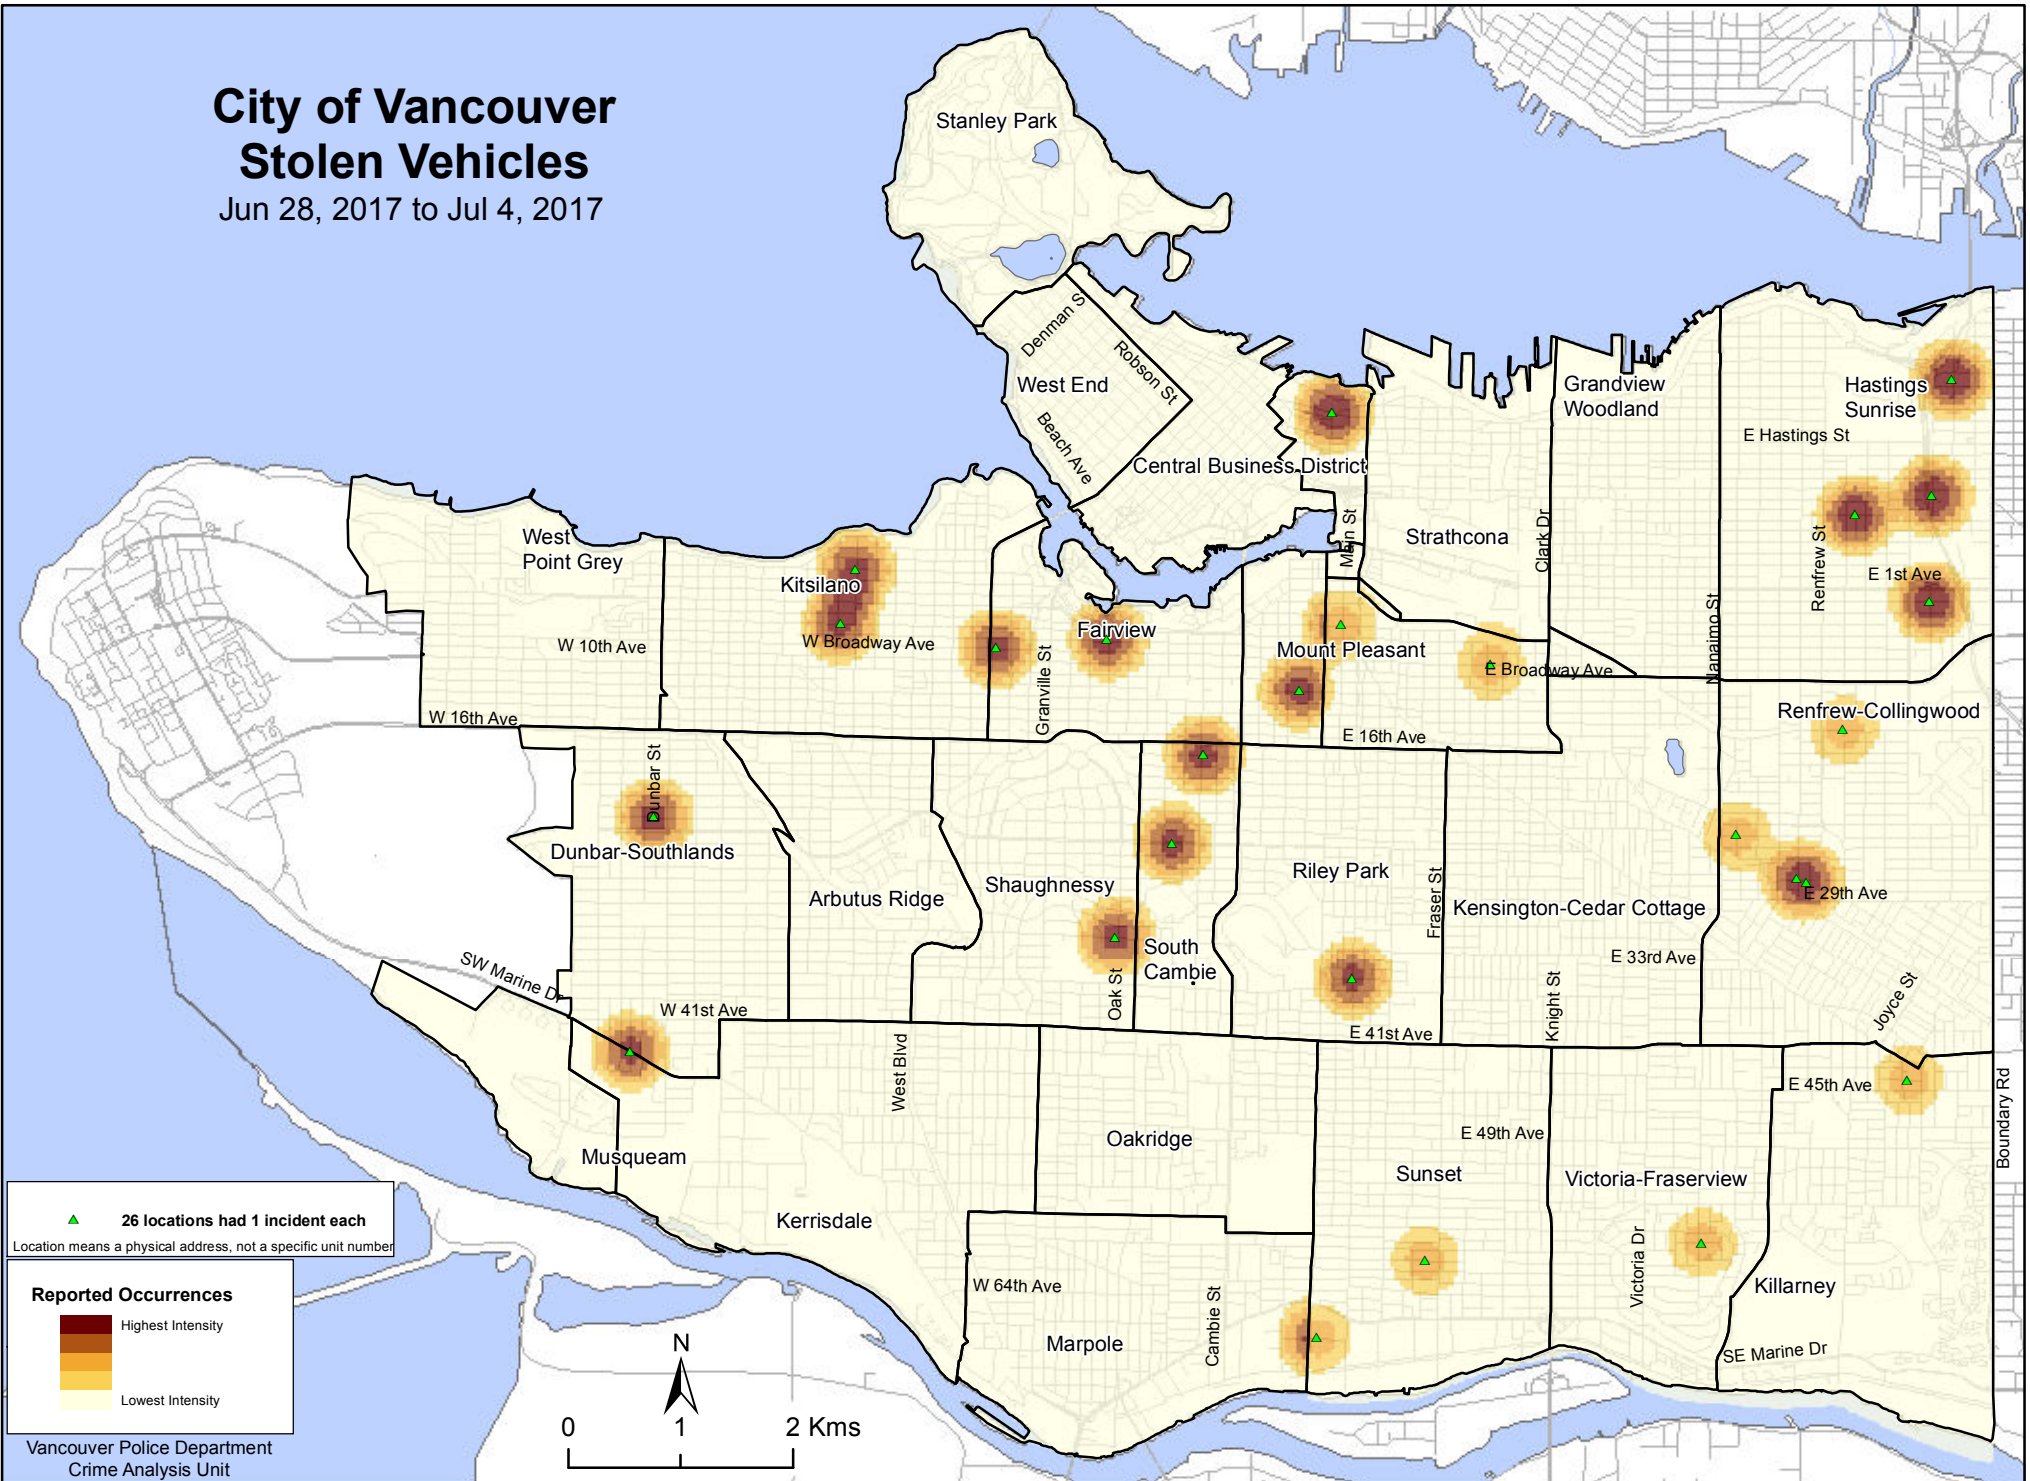 City of Vancouver
Stolen Vehicles
Jun 28, 2017 to Jul 4, 2017
Stanley Park
Denman S
Robson St
West End
Beach Ave
Central Business District
Grandview
Woodland
Hastings
Sunrise
E Hastings St
West
Point Grey
Kitsilano
Main St
Strathcona
Clark Dr
Renfrew St
E 1st Ave
Nanaimo St
W 10th Ave
W Broadway Ave
Fairview
Granville St
Mount Pleasant
E Broadway Ave
W 16th Ave
E 16th Ave
Renfrew-Collingwood
Dunbar St
Dunbar-Southlands
Arbutus Ridge
Shaughnessy
Riley Park
Fraser St
Kensington-Cedar Cottage
E 29th Ave
South
Cambie
Oak St
E 33rd Ave
SW Marine Dr
W 41st Ave
E 41st Ave
Knight St
Joyce St
West Blvd
E 45th Ave
Boundary Rd
Oakridge
E 49th Ave
Musqueam
Sunset
Victoria-Fraserview
Kerrisdale
Victoria Dr
W 64th Ave
Cambie St
Killarney
Marpole
SE Marine Dr
26 locations had 1 incident each
Location means a physical address, not a specific unit number
Reported Occurrences
Highest Intensity
Lowest Intensity
Vancouver Police Department
Crime Analysis Unit
N
0 1 2 Kms